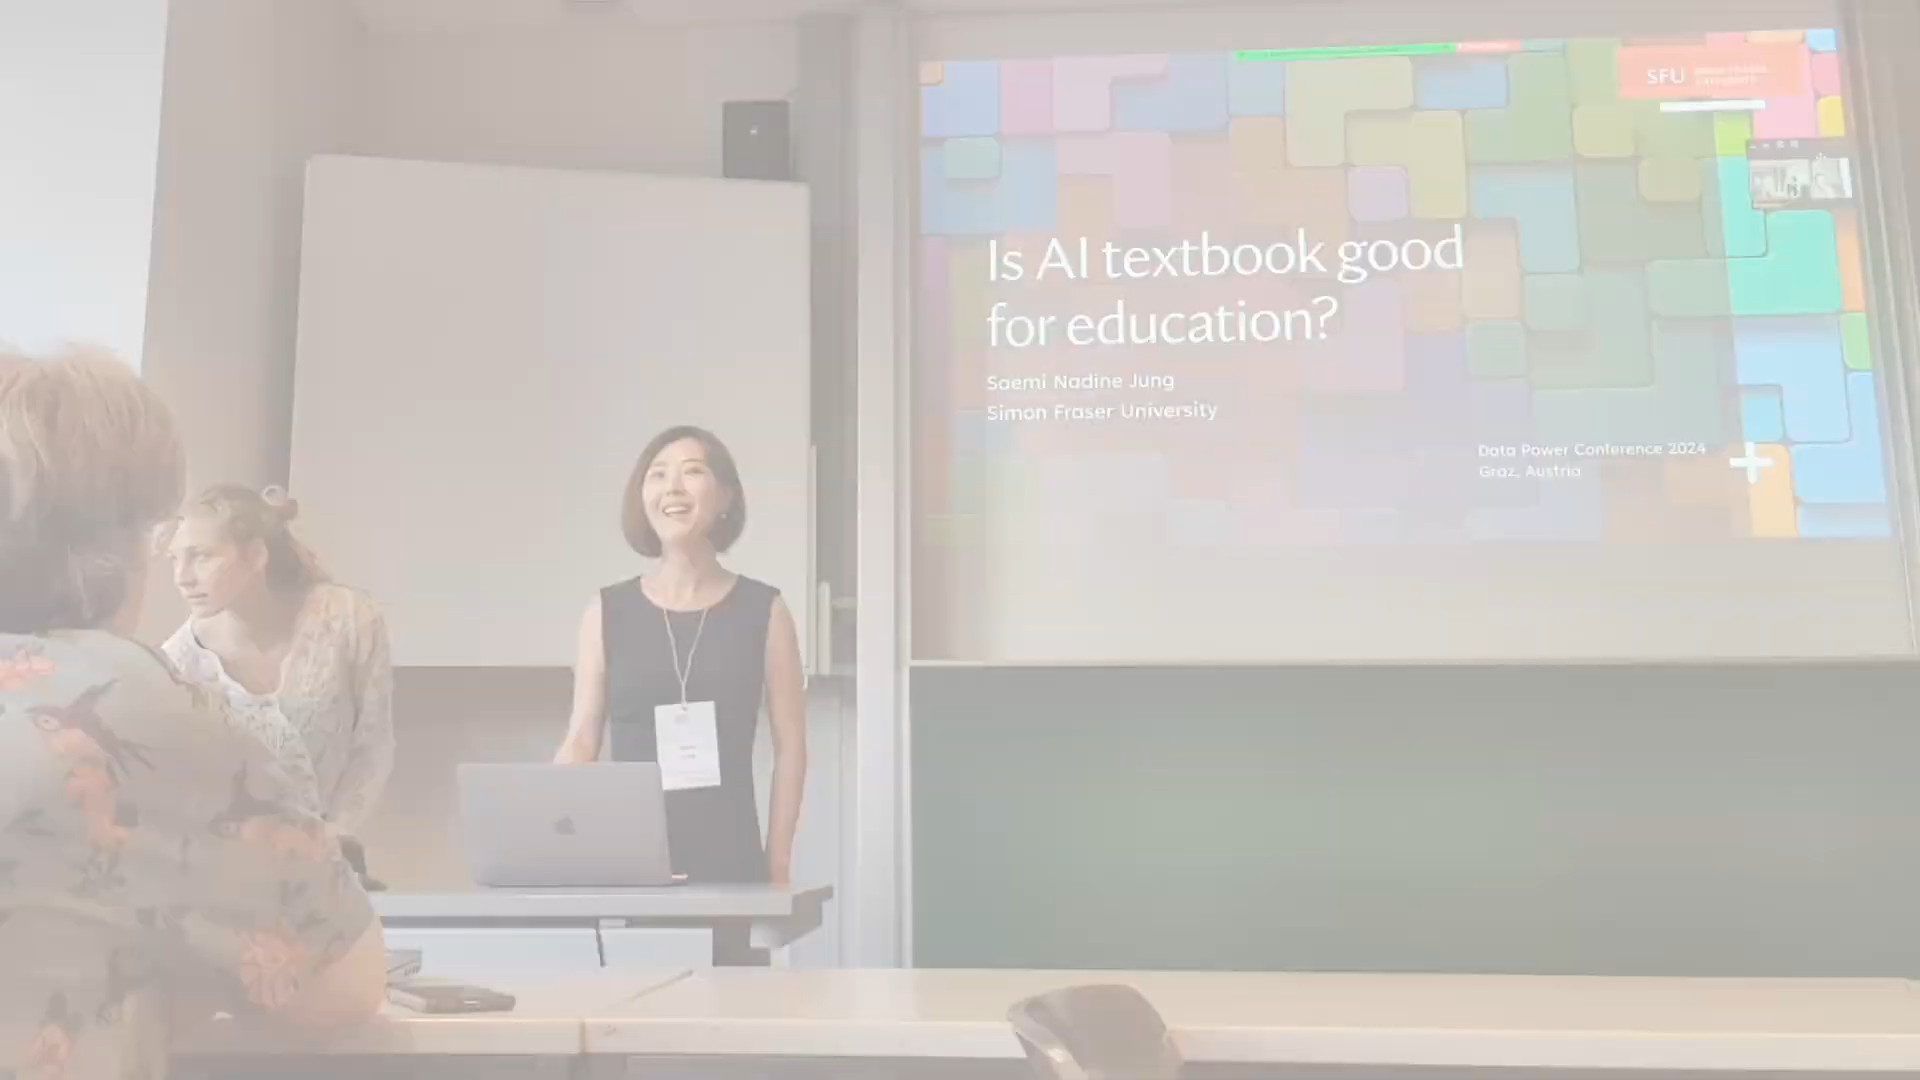 SFU
Is AI textbook good
for education?
Saemi Nadine Jung
Simon Fraser University
Data Power Conference 2024
Graz, Austria